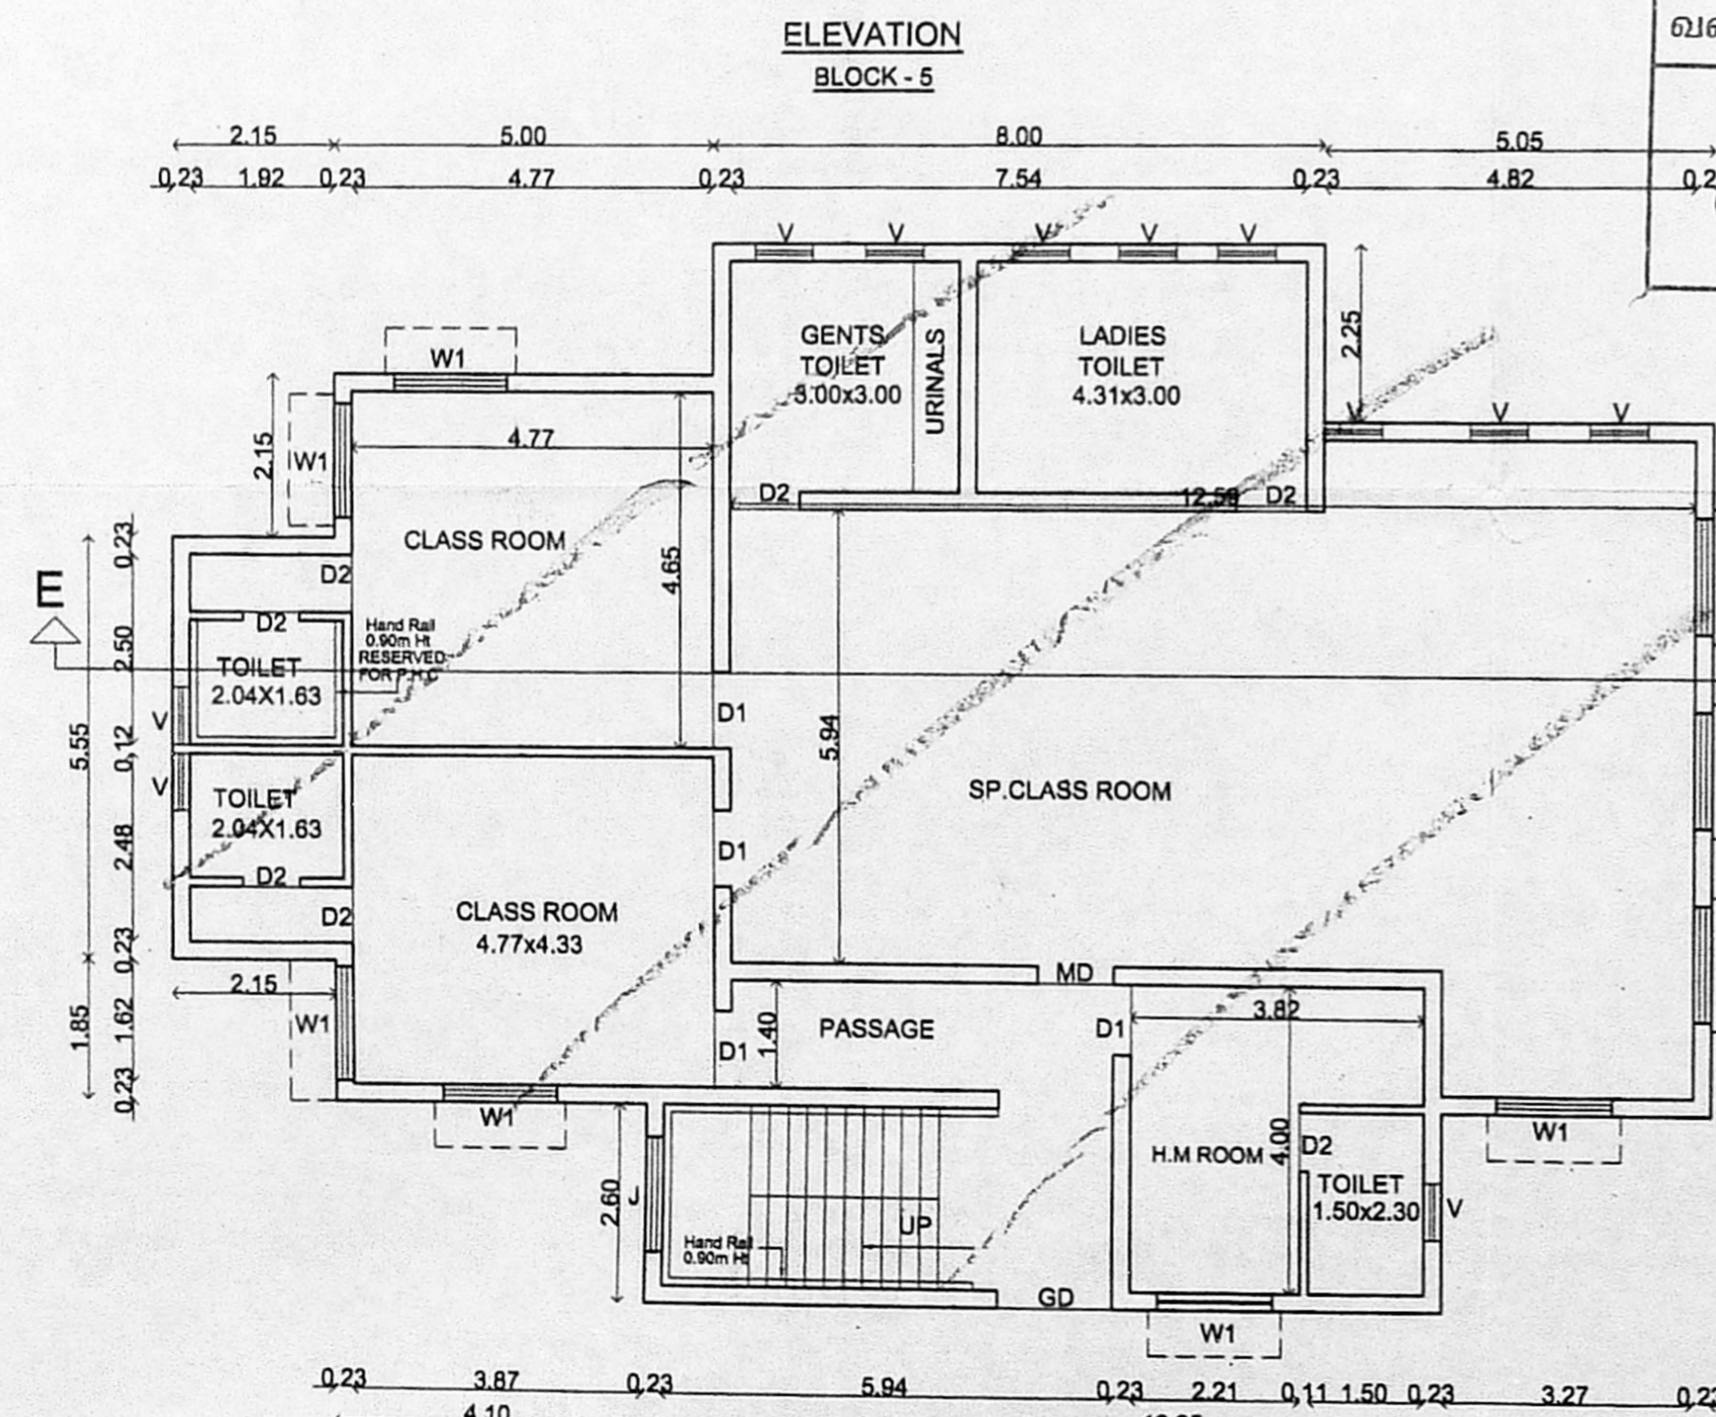 ELEVATION
BLOCK - 5
2.15 5.00 8.00 5.05
0.23 1.92 0.23 4.77 0.23 7.54 0.23 4.82
V V V V V
W1
GENTS
TOILET
3.00x3.00
URINALS
LADIES
TOILET
4.31x3.00
2.25
V V V
2.15
W1
4.77
D2
12.59
D2
CLASS ROOM
4.65
0.23
D2
E
Hand Rail
0.90m Ht
RESERVED
FOR P.H.C
D2
2.50
TOILET
2.04X1.63
V
D1
5.55
0.12
5.94
V
TOILET
2.04X1.63
SP.CLASS ROOM
2.48
D1
D2
CLASS ROOM
4.77x4.33
D2
0.23
MD
2.15
1.85
1.62
W1
D1
1.40
PASSAGE
D1
3.82
0.23
W1
2.60
J
UP
Hand Rail
0.90m Ht
H.M ROOM
4.00
D2
TOILET
1.50x2.30
V
W1
GD
W1
0.23 3.87 0.23 5.94 0.23 2.21 0.11 1.50 0.23 3.27 0.23
4.10